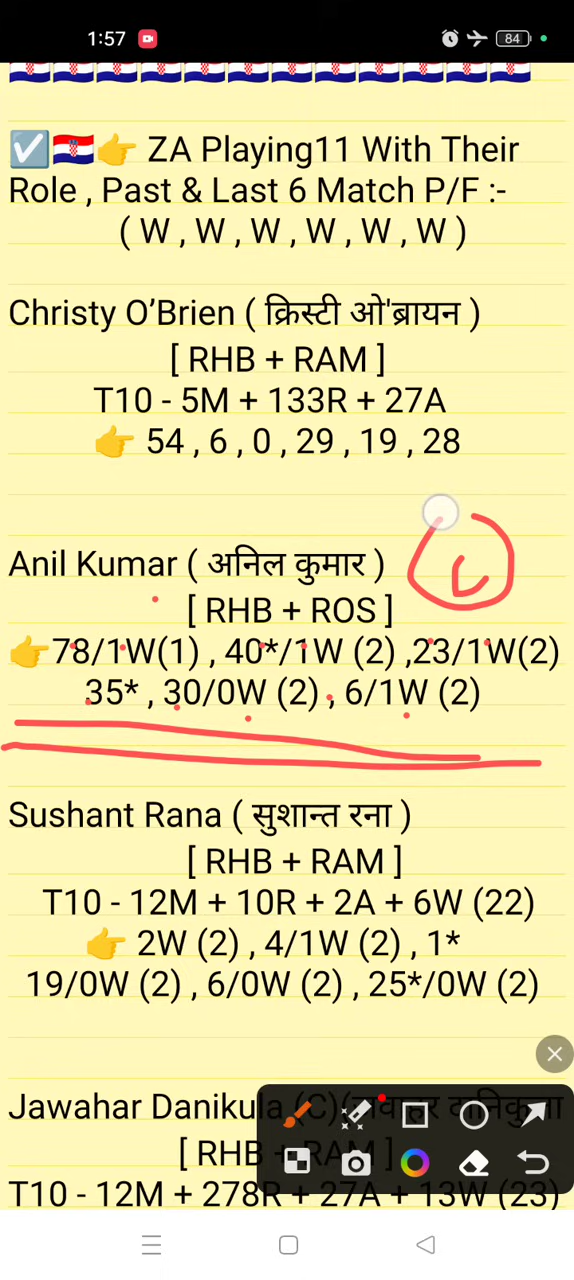 1:57
84
ZA Playing11 With Their
Role , Past & Last 6 Match P/F :-
( W , W , W , W , W , W )
Christy O’Brien ( क्रिस्टी ओ'ब्रायन )
[ RHB + RAM ]
T10 - 5M + 133R + 27A
👉 54 , 6 , 0 , 29 , 19 , 28
Anil Kumar ( अनिल कुमार )
[ RHB + ROS ]
👉78/1W(1) , 40*/1W (2) ,23/1W(2)
35* , 30/0W (2) , 6/1W (2)
Sushant Rana ( सुशान्त रना )
[ RHB + RAM ]
T10 - 12M + 10R + 2A + 6W (22)
👉 2W (2) , 4/1W (2) , 1*
19/0W (2) , 6/0W (2) , 25*/0W (2)
Jawahar Danikula (C)
[ RHB + RAM ]
T10 - 12M + 278R + 27A + 13W (23)